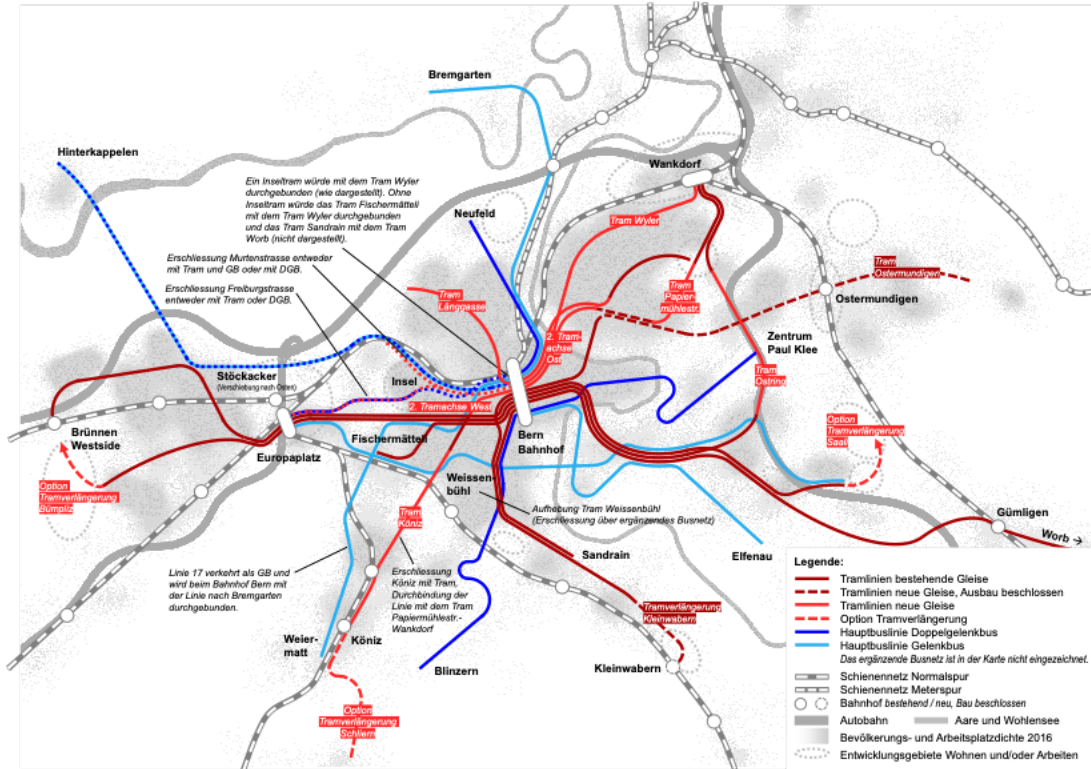 Bremgarten
Hinterkappelen
Ein Inseltram würde mit dem Tram Wyler
durchgebunden (wie dargestellt). Ohne
Inseltram würde das Tram Fischermätteli
mit dem Tram Wyler durchgebunden
und das Tram Sandrain mit dem Tram
Worb (nicht dargestellt).
Wankdorf
Neufeld
Tram Wyler
Erschliessung Murtenstrasse entweder
mit Tram und GB oder mit DGB.
Erschliessung Freiburgstrasse
entweder mit Tram oder DGB.
Tram
Ostermundigen
Tram
Länggasse
Tram
Papier-
mühlestr.
Ostermundigen
2. Tram-
achse
Ost
Zentrum
Paul Klee
Tram
Ostring
Stöckacker
(Verschiebung nach Osten)
Insel
2. Tramachse West
Brünnen
Westside
Europaplatz
Fischermätteli
Bern
Bahnhof
Option
Tramverlängerung
Saali
Option
Tramverlängerung
Bümpliz
Weissen-
bühl
Aufhebung Tram Weissenbühl
(Erschliessung über ergänzendes Busnetz)
Tram
Köniz
Gümligen
Worb →
Sandrain
Elfenau
Linie 17 verkehrt als GB und
wird beim Bahnhof Bern mit
der Linie nach Bremgarten
durchgebunden.
Erschliessung
Köniz mit Tram,
Durchbindung der
Linie mit dem Tram
Papiermühlestr.-
Wankdorf
Tramverlängerung
Kleinwabern
Weier-
matt
Köniz
Blinzern
Kleinwabern
Option
Tramverlängerung
Schliern
Legende:
Tramlinien bestehende Gleise
Tramlinien neue Gleise, Ausbau beschlossen
Tramlinien neue Gleise
Option Tramverlängerung
Hauptbuslinie Doppelgelenkbus
Hauptbuslinie Gelenkbus
Das ergänzende Busnetz ist in der Karte nicht eingezeichnet.
Schienennetz Normalspur
Schienennetz Meterspur
Bahnhof bestehend / neu, Bau beschlossen
Autobahn Aare und Wohlensee
Bevölkerungs- und Arbeitsplatzdichte 2016
Entwicklungsgebiete Wohnen und/oder Arbeiten